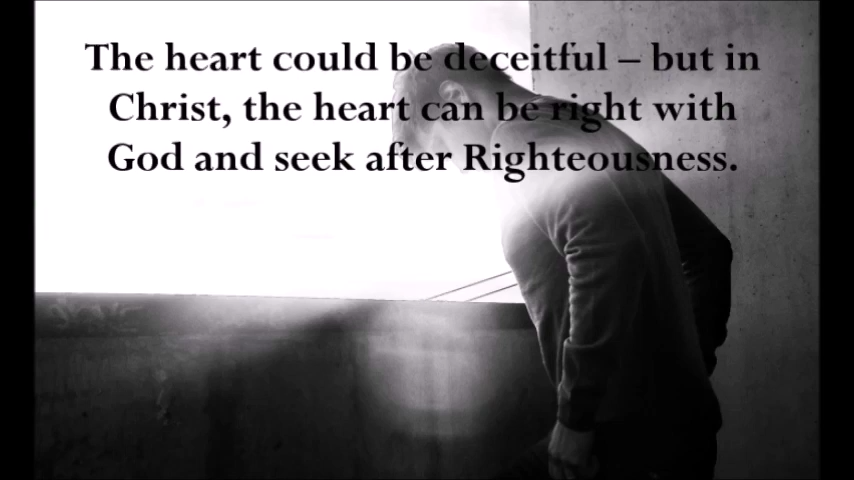 The heart could be deceitful – but in
Christ, the heart can be right with
God and seek after Righteousness.